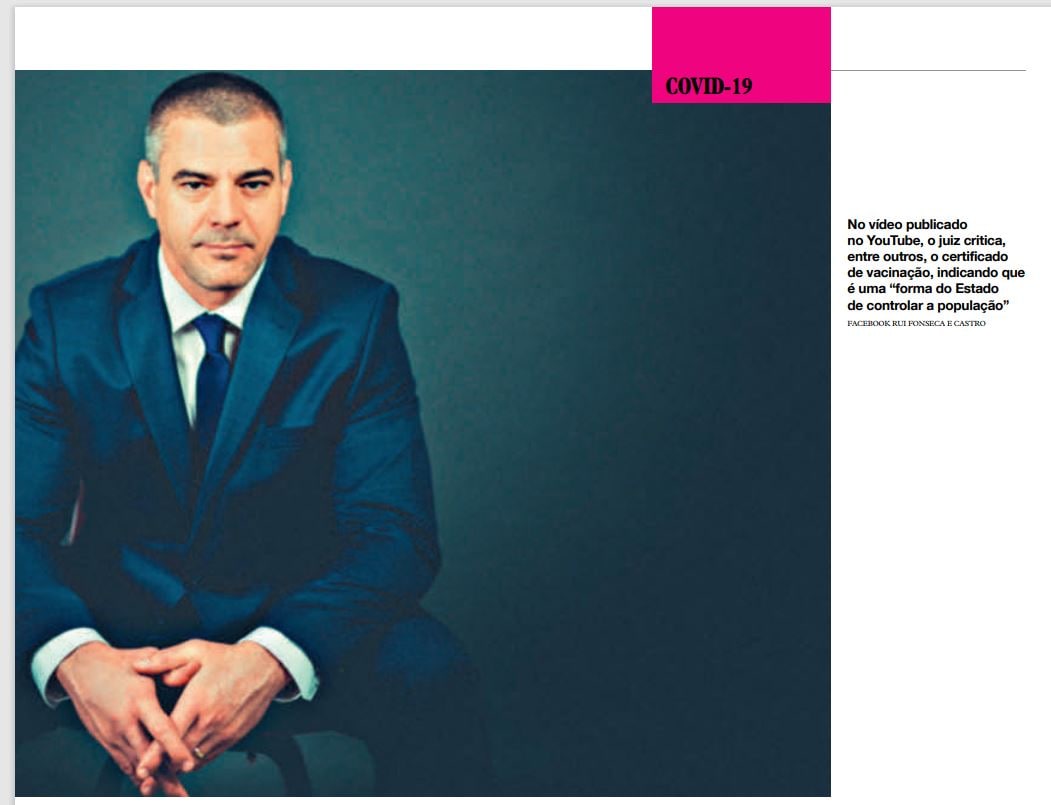 COVID-19
No vídeo publicado
no YouTube, o juiz critica,
entre outros, o certificado
de vacinação, indicando que
é uma “forma do Estado
de controlar a população”
FACEBOOK RUI FONSECA E CASTRO